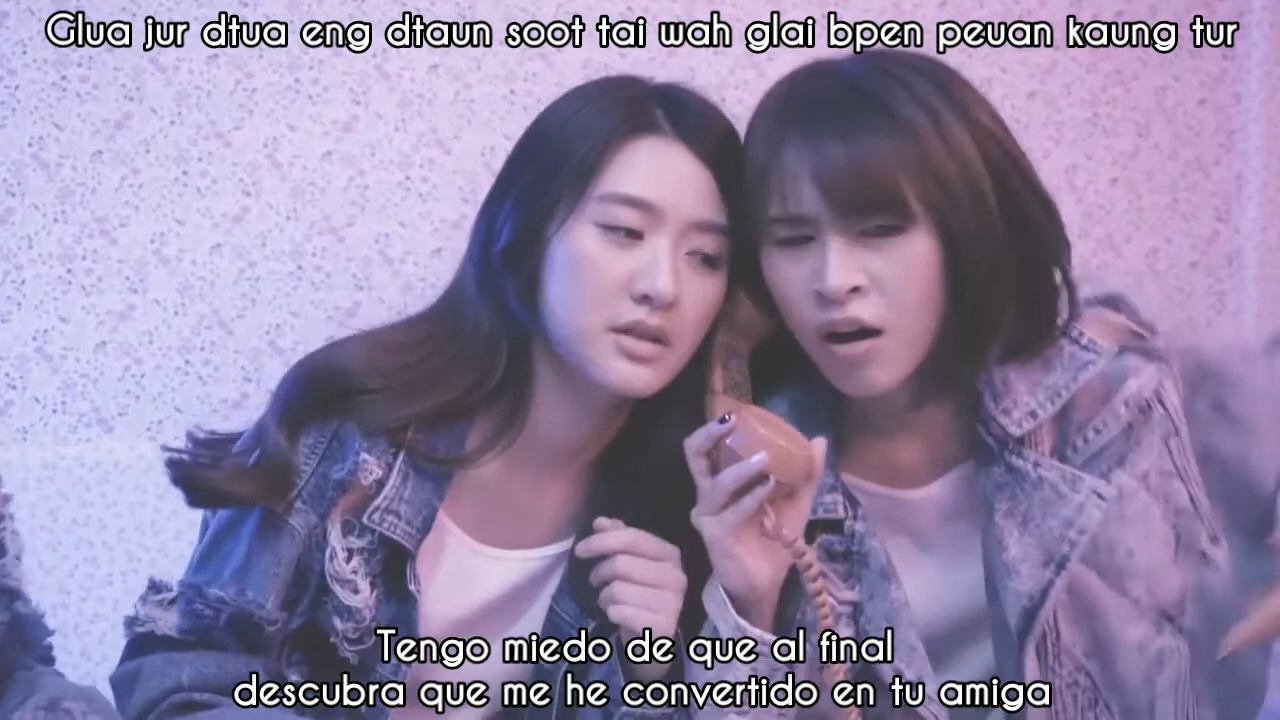 Glua jur dtua eng dtaun soot tai wah glai bpen peuan kaung tur
Tengo miedo de que al final
descubra que me he convertido en tu amiga